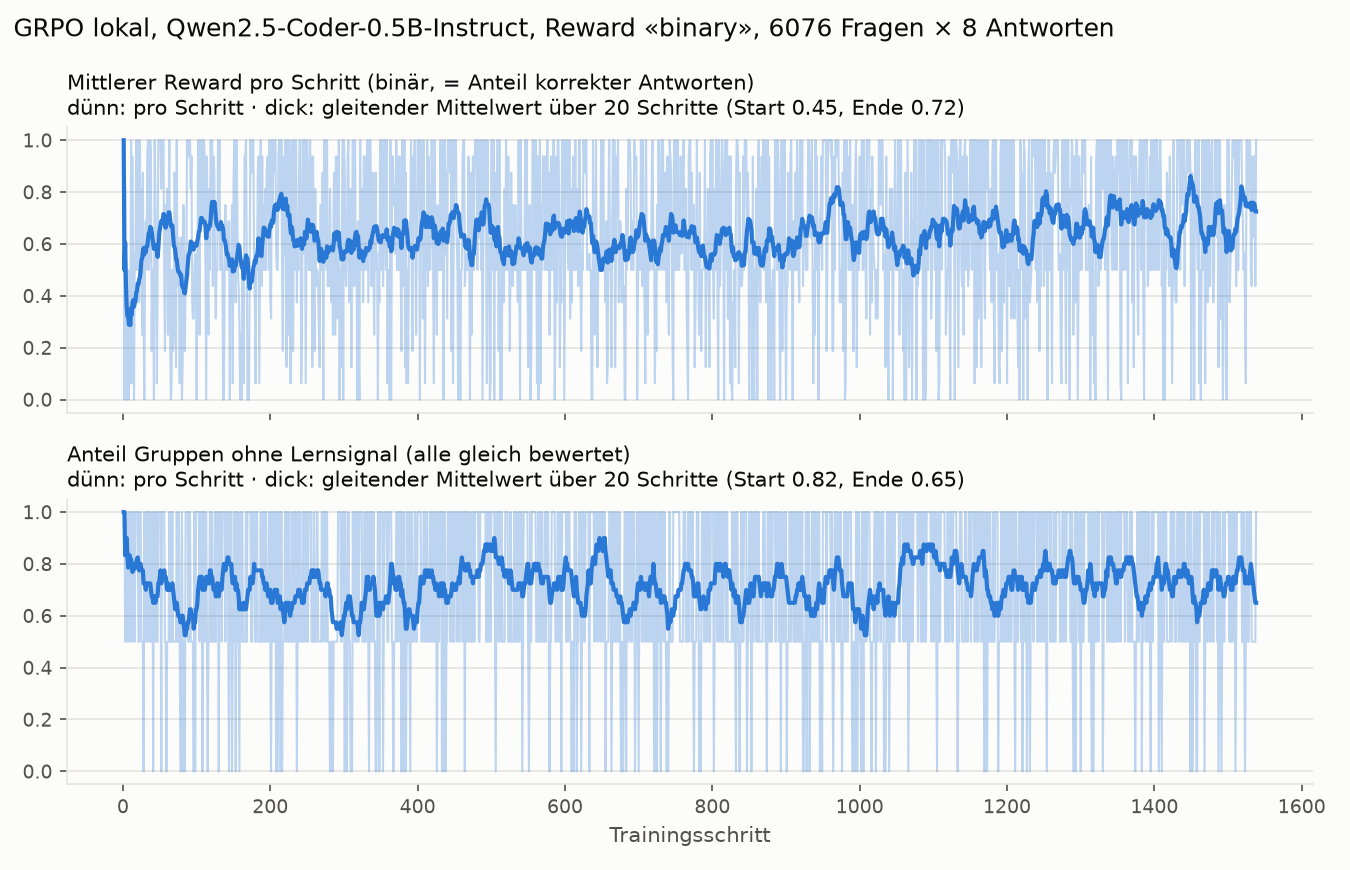 GRPO lokal, Qwen2.5-Coder-0.5B-Instruct, Reward «binary», 6076 Fragen × 8 Antworten
Mittlerer Reward pro Schritt (binär, = Anteil korrekter Antworten)
dünn: pro Schritt · dick: gleitender Mittelwert über 20 Schritte (Start 0.45, Ende 0.72)
1.0
0.8
0.6
0.4
0.2
0.0
Anteil Gruppen ohne Lernsignal (alle gleich bewertet)
dünn: pro Schritt · dick: gleitender Mittelwert über 20 Schritte (Start 0.82, Ende 0.65)
1.0
0.8
0.6
0.4
0.2
0.0
0 200 400 600 800 1000 1200 1400 1600
Trainingsschritt